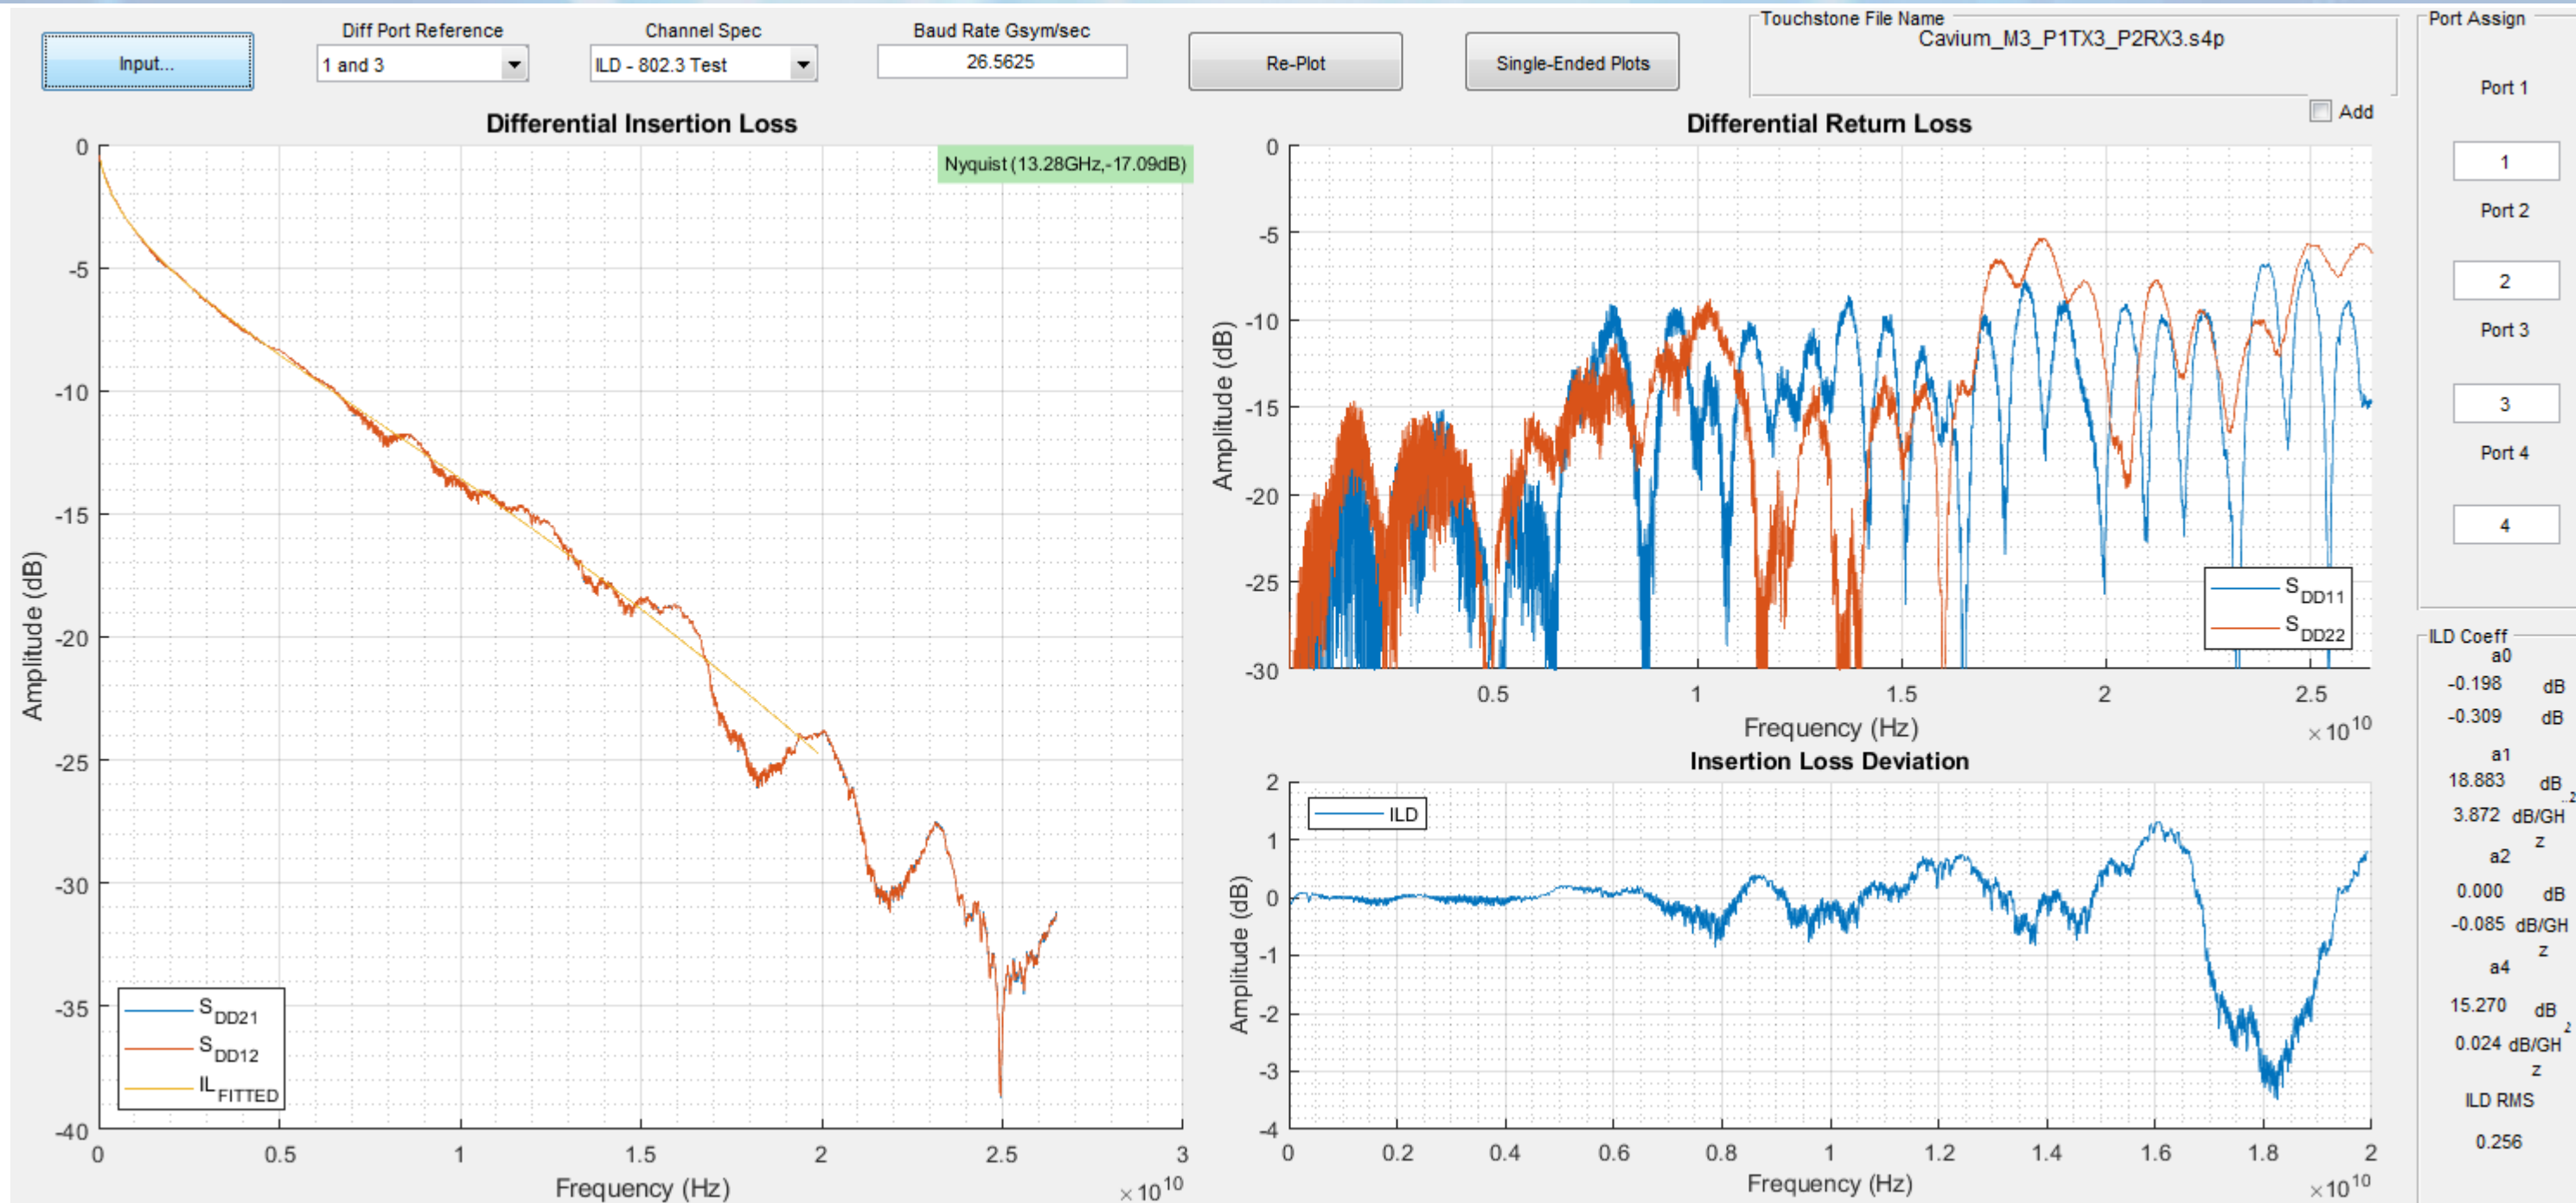 Input...
Diff Port Reference
1 and 3
Channel Spec
ILD - 802.3 Test
Baud Rate Gsym/sec
26.5625
Re-Plot
Single-Ended Plots
Touchstone File Name
Cavium_M3_P1TX3_P2RX3.s4p
Add
Port Assign
Port 1
1
Port 2
2
Port 3
3
Port 4
4
Differential Insertion Loss
Nyquist (13.28GHz,-17.09dB)
Amplitude (dB)
0
-5
-10
-15
-20
-25
-30
-35
-40
S DD21
S DD12
IL FITTED
0 0.5 1 1.5 2 2.5 3
Frequency (Hz)
×10^10
Differential Return Loss
Amplitude (dB)
0
-5
-10
-15
-20
-25
-30
S DD11
S DD22
0.5 1 1.5 2 2.5
Frequency (Hz)
×10^10
Insertion Loss Deviation
ILD
Amplitude (dB)
2
1
0
-1
-2
-3
-4
0 0.2 0.4 0.6 0.8 1 1.2 1.4 1.6 1.8 2
Frequency (Hz)
×10^10
ILD Coeff
a0
-0.198 dB
-0.309 dB
a1
18.883 dB
..2
3.872 dB/GH
z
a2
0.000 dB
-0.085 dB/GH
z
a4
15.270 dB
2
0.024 dB/GH
z
ILD RMS
0.256